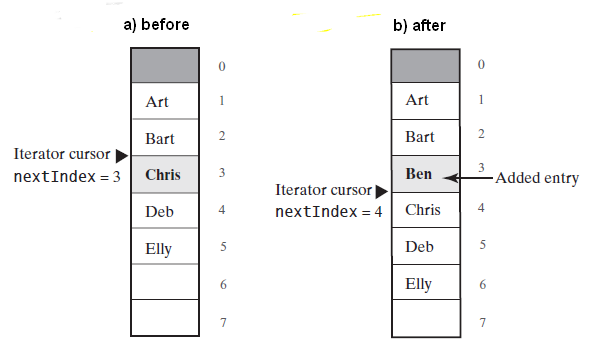 a) before
0
Art 1
Bart 2
Iterator cursor
nextIndex = 3
Chris 3
Deb 4
Elly 5
6
7
b) after
0
Art 1
Bart 2
Ben 3 Added entry
Iterator cursor
nextIndex = 4
Chris 4
Deb 5
Elly 6
7